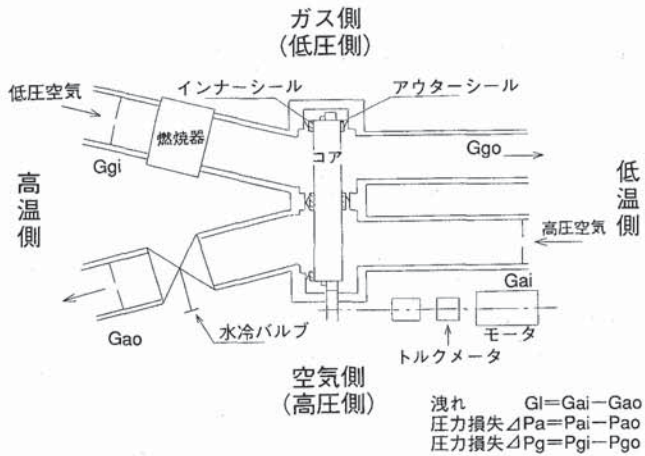 ガス側
(低圧側)
インナーシール
アウターシール
低圧空気
燃焼器
コア
Ggi
Ggo
高温側
低温側
高圧空気
Gai
Gao
水冷バルブ
モータ
トルクメータ
空気側
(高圧側)
洩れ Gl=Gai−Gao
圧力損失⊿Pa=Pai−Pao
圧力損失⊿Pg=Pgi−Pgo